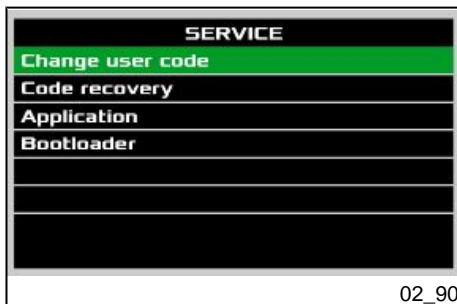 SERVICE
Change user code
Code recovery
Application
Bootloader
02_90